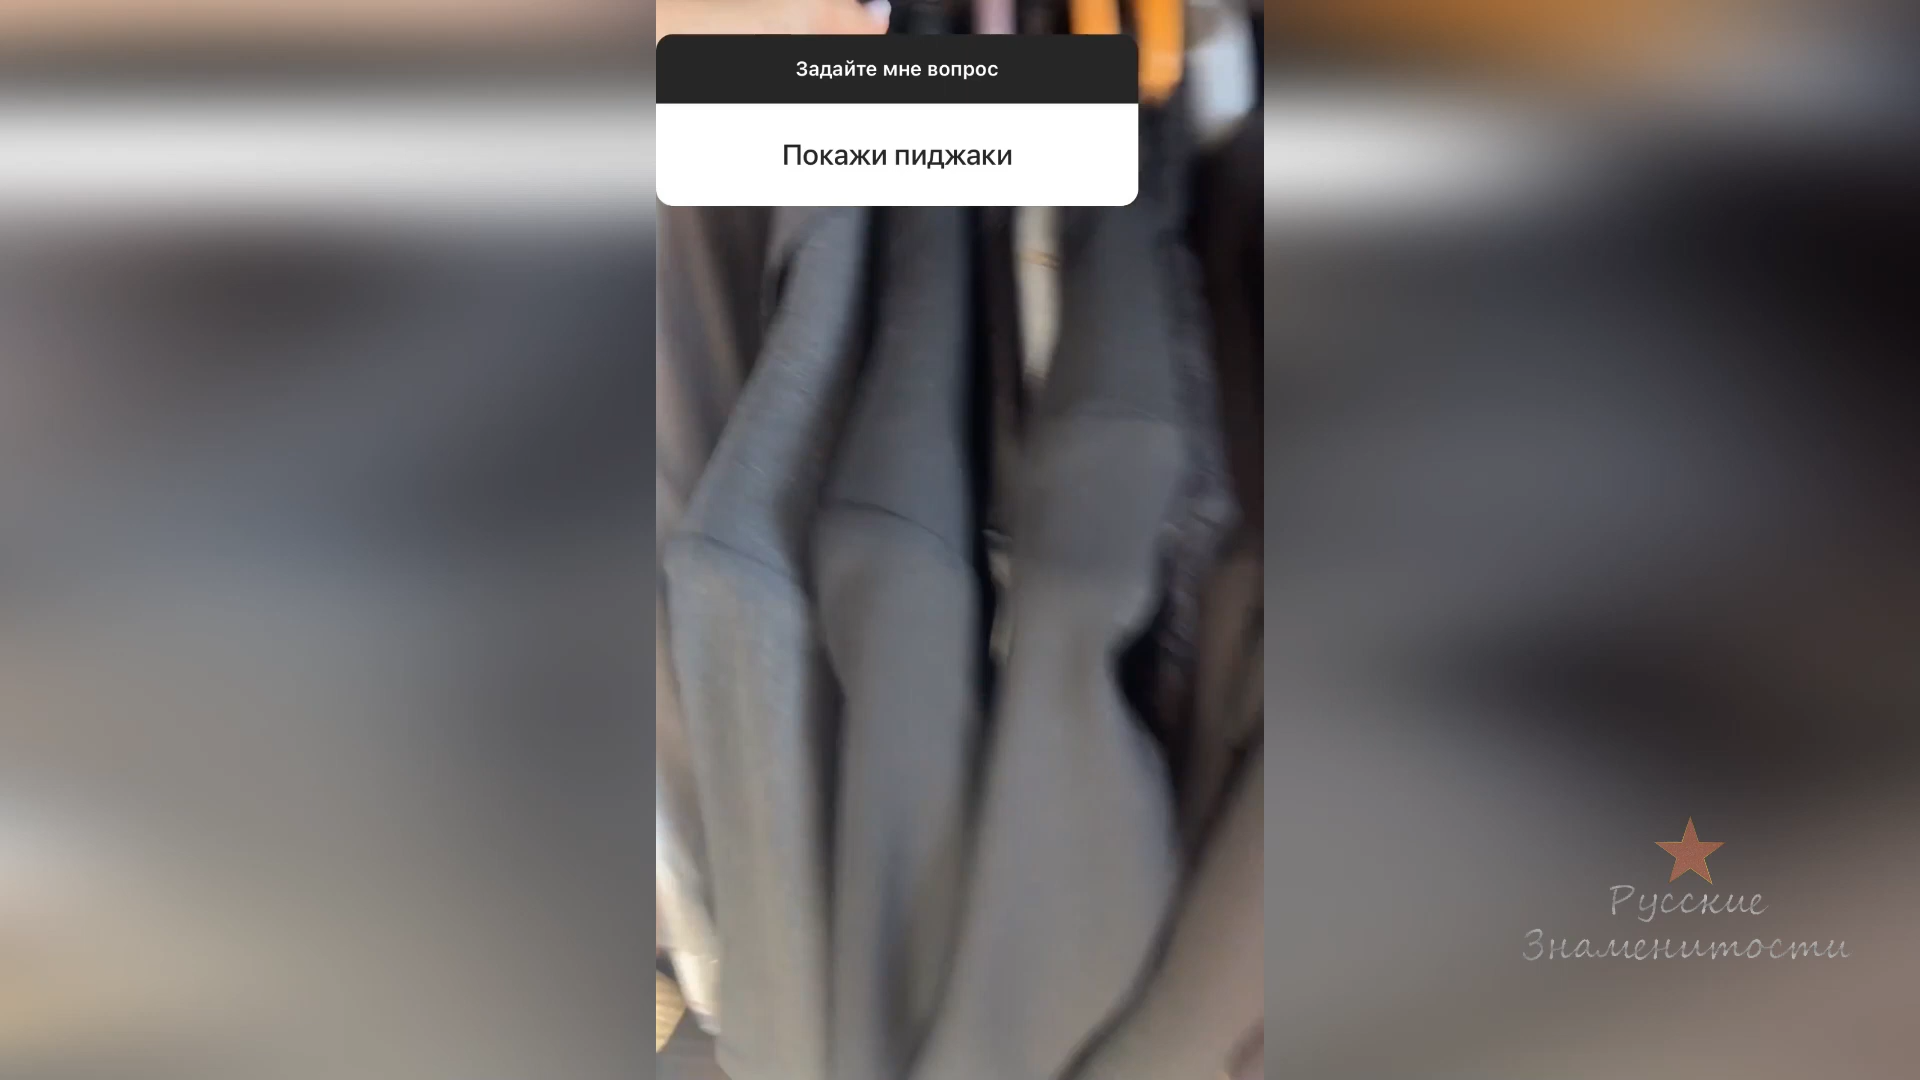 Задайте мне вопрос
Покажи пиджаки
Русские
Знаменитости